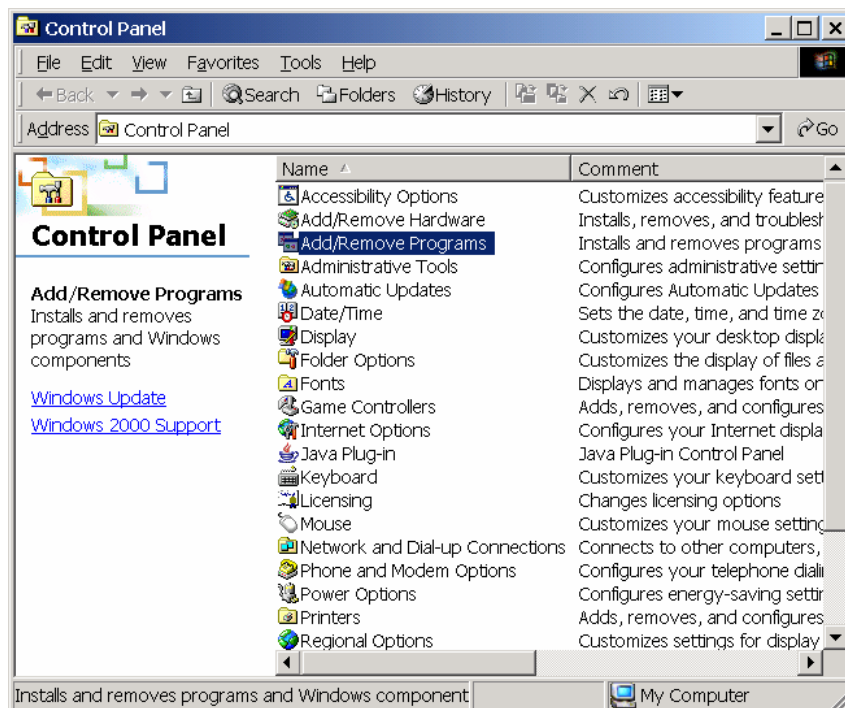 Control Panel
File Edit View Favorites Tools Help
Back Search Folders History
Address Control Panel Go
Control Panel
Add/Remove Programs
Installs and removes
programs and Windows
components
Windows Update
Windows 2000 Support
Name Comment
Accessibility Options Customizes accessibility feature
Add/Remove Hardware Installs, removes, and troublesh
Add/Remove Programs Installs and removes programs
Administrative Tools Configures administrative settin
Automatic Updates Configures Automatic Updates
Date/Time Sets the date, time, and time zo
Display Customizes your desktop displa
Folder Options Customizes the display of files a
Fonts Displays and manages fonts on
Game Controllers Adds, removes, and configures
Internet Options Configures your Internet displa
Java Plug-in Java Plug-in Control Panel
Keyboard Customizes your keyboard sett
Licensing Changes licensing options
Mouse Customizes your mouse setting
Network and Dial-up Connections Connects to other computers,
Phone and Modem Options Configures your telephone dialin
Power Options Configures energy-saving settin
Printers Adds, removes, and configures
Regional Options Customizes settings for display
Installs and removes programs and Windows component My Computer